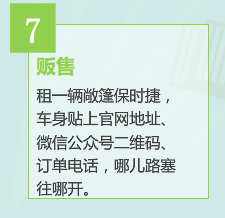 7
贩售
租一辆敞篷保时捷，
车身贴上官网地址、
微信公众号二维码、
订单电话，哪儿路塞
往哪开。